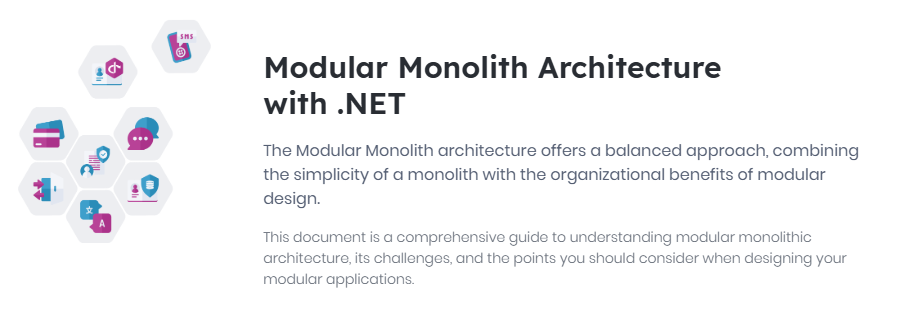 SMS
Modular Monolith Architecture
with .NET
The Modular Monolith architecture offers a balanced approach, combining
the simplicity of a monolith with the organizational benefits of modular
design.
This document is a comprehensive guide to understanding modular monolithic
architecture, its challenges, and the points you should consider when designing your
modular applications.
文
A